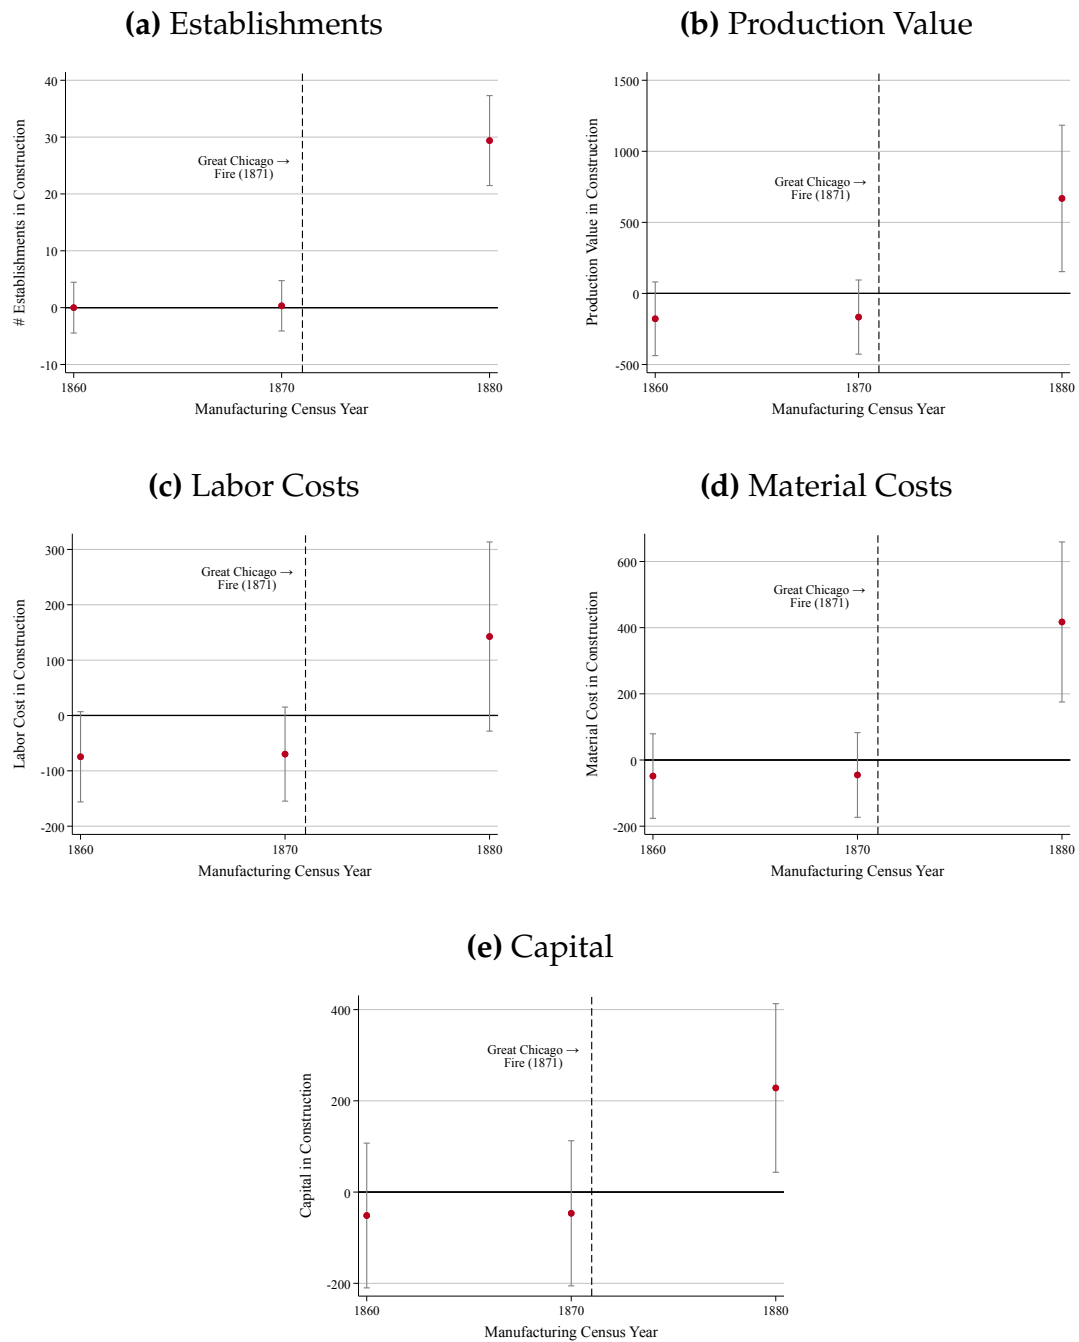 (a) Establishments
# Establishments in Construction
40
30
20
10
0
-10
Great Chicago →
Fire (1871)
1860
1870
1880
Manufacturing Census Year
(b) Production Value
Production Value in Construction
1500
1000
500
0
-500
Great Chicago →
Fire (1871)
1860
1870
1880
Manufacturing Census Year
(c) Labor Costs
Labor Cost in Construction
300
200
100
0
-100
-200
Great Chicago →
Fire (1871)
1860
1870
1880
Manufacturing Census Year
(d) Material Costs
Material Cost in Construction
600
400
200
0
-200
Great Chicago →
Fire (1871)
1860
1870
1880
Manufacturing Census Year
(e) Capital
Capital in Construction
400
200
0
-200
Great Chicago →
Fire (1871)
1860
1870
1880
Manufacturing Census Year